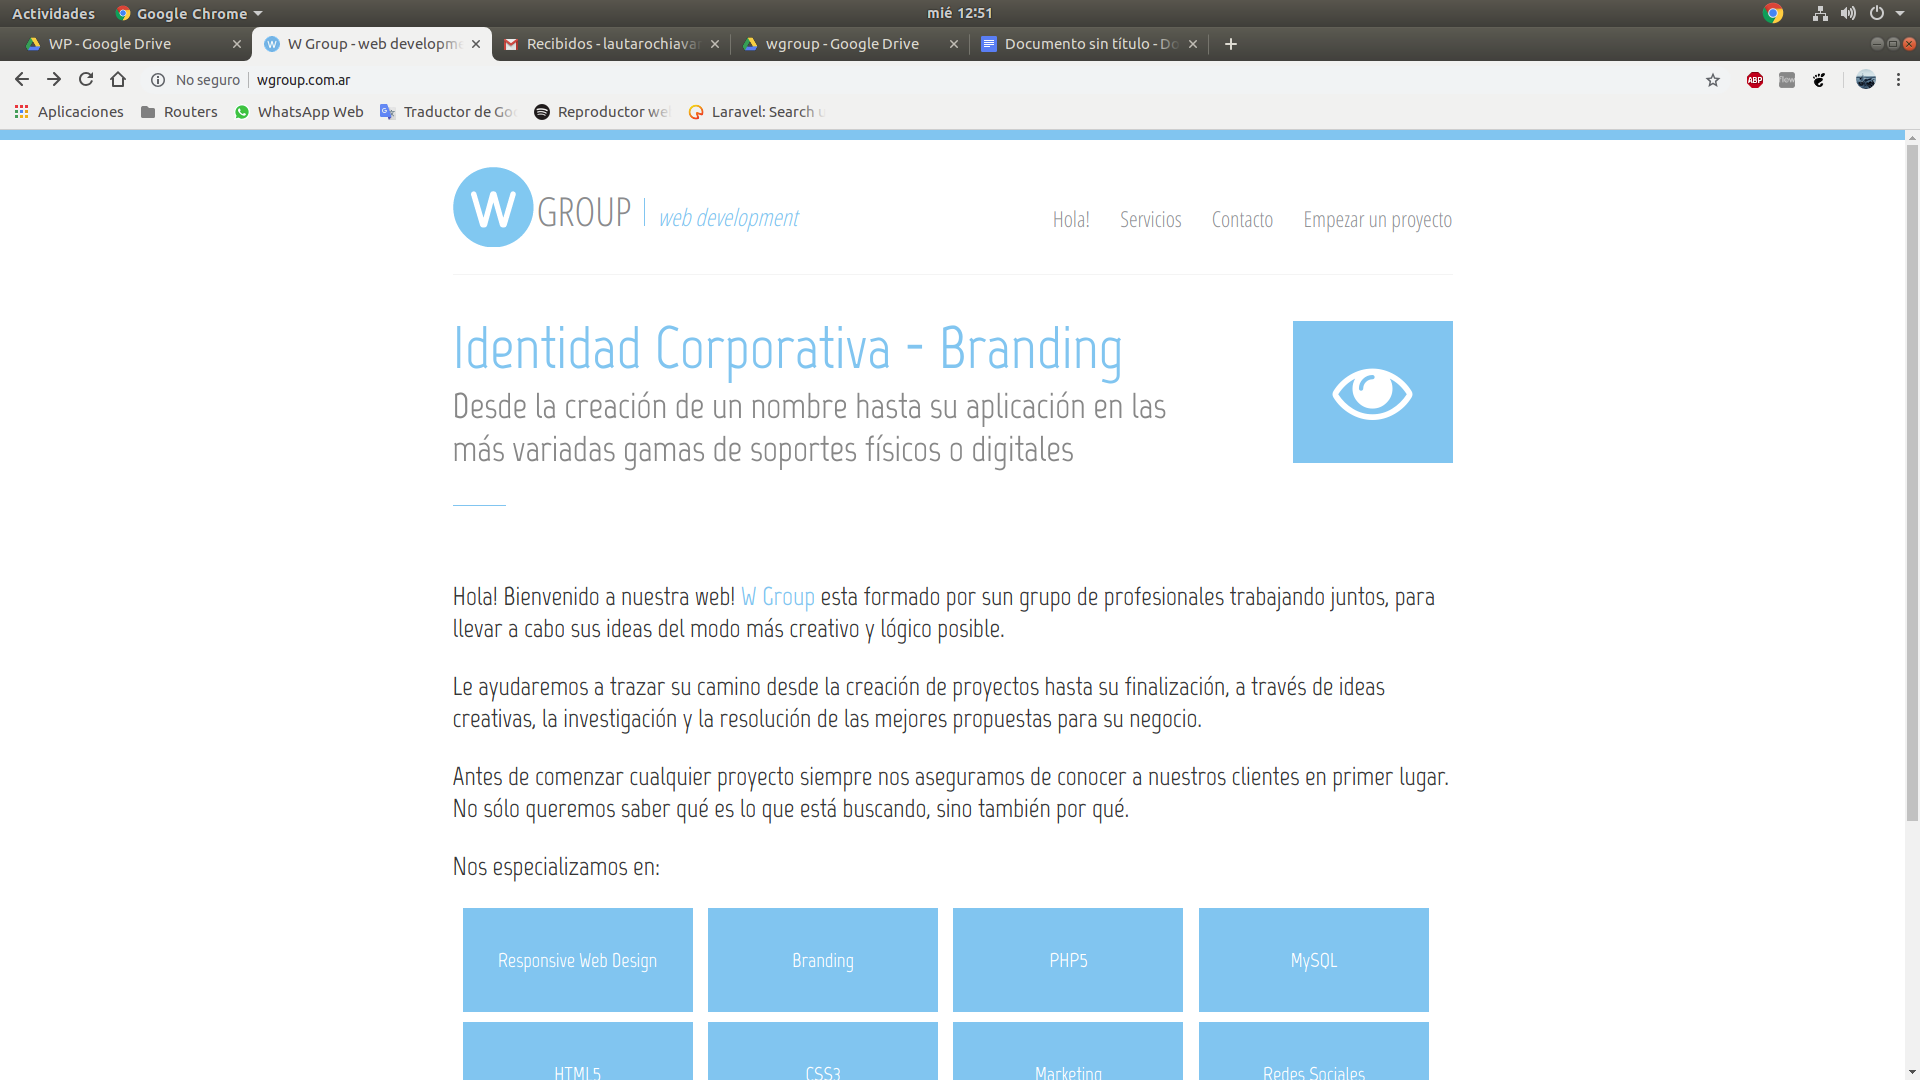 Actividades Google Chrome mié 12:51
WP - Google Drive W Group - web developme Recibidos - lautarochiava wgroup - Google Drive Documento sin título - Do
No seguro wgroup.com.ar ABP flow
Aplicaciones Routers WhatsApp Web Traductor de Goo Reproductor we Laravel: Search u
W GROUP | web development
Hola! Servicios Contacto Empezar un proyecto
Identidad Corporativa - Branding
Desde la creación de un nombre hasta su aplicación en las
más variadas gamas de soportes físicos o digitales
Hola! Bienvenido a nuestra web! W Group esta formado por sun grupo de profesionales trabajando juntos, para
llevar a cabo sus ideas del modo más creativo y lógico posible.
Le ayudaremos a trazar su camino desde la creación de proyectos hasta su finalización, a través de ideas
creativas, la investigación y la resolución de las mejores propuestas para su negocio.
Antes de comenzar cualquier proyecto siempre nos aseguramos de conocer a nuestros clientes en primer lugar.
No sólo queremos saber qué es lo que está buscando, sino también por qué.
Nos especializamos en:
Responsive Web Design Branding PHP5 MySQL
HTML5 CSS3 Marketing Redes Sociales